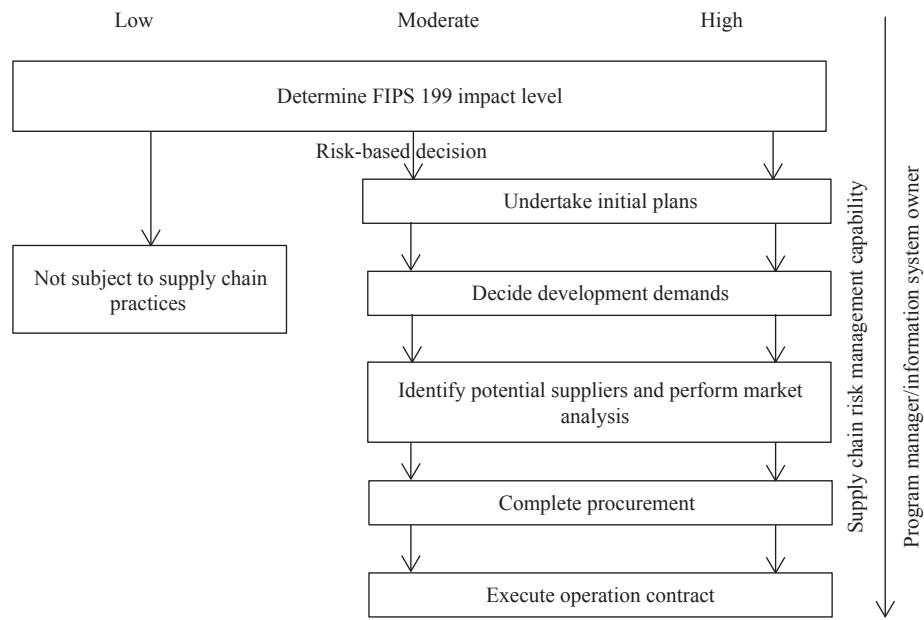 Low
Moderate
High
Determine FIPS 199 impact level
Risk-based decision
Undertake initial plans
Not subject to supply chain
practices
Decide development demands
Identify potential suppliers and perform market
analysis
Complete procurement
Execute operation contract
Supply chain risk management capability
Program manager/information system owner